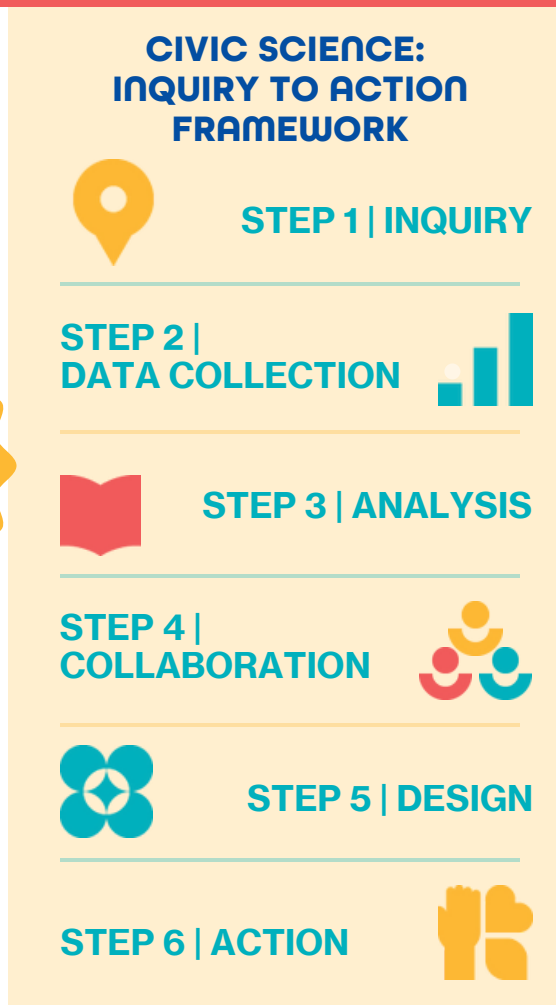 CIVIC SCIENCE:
INQUIRY TO ACTION
FRAMEWORK
STEP 1 | INQUIRY
STEP 2 |
DATA COLLECTION
STEP 3 | ANALYSIS
STEP 4 |
COLLABORATION
STEP 5 | DESIGN
STEP 6 | ACTION